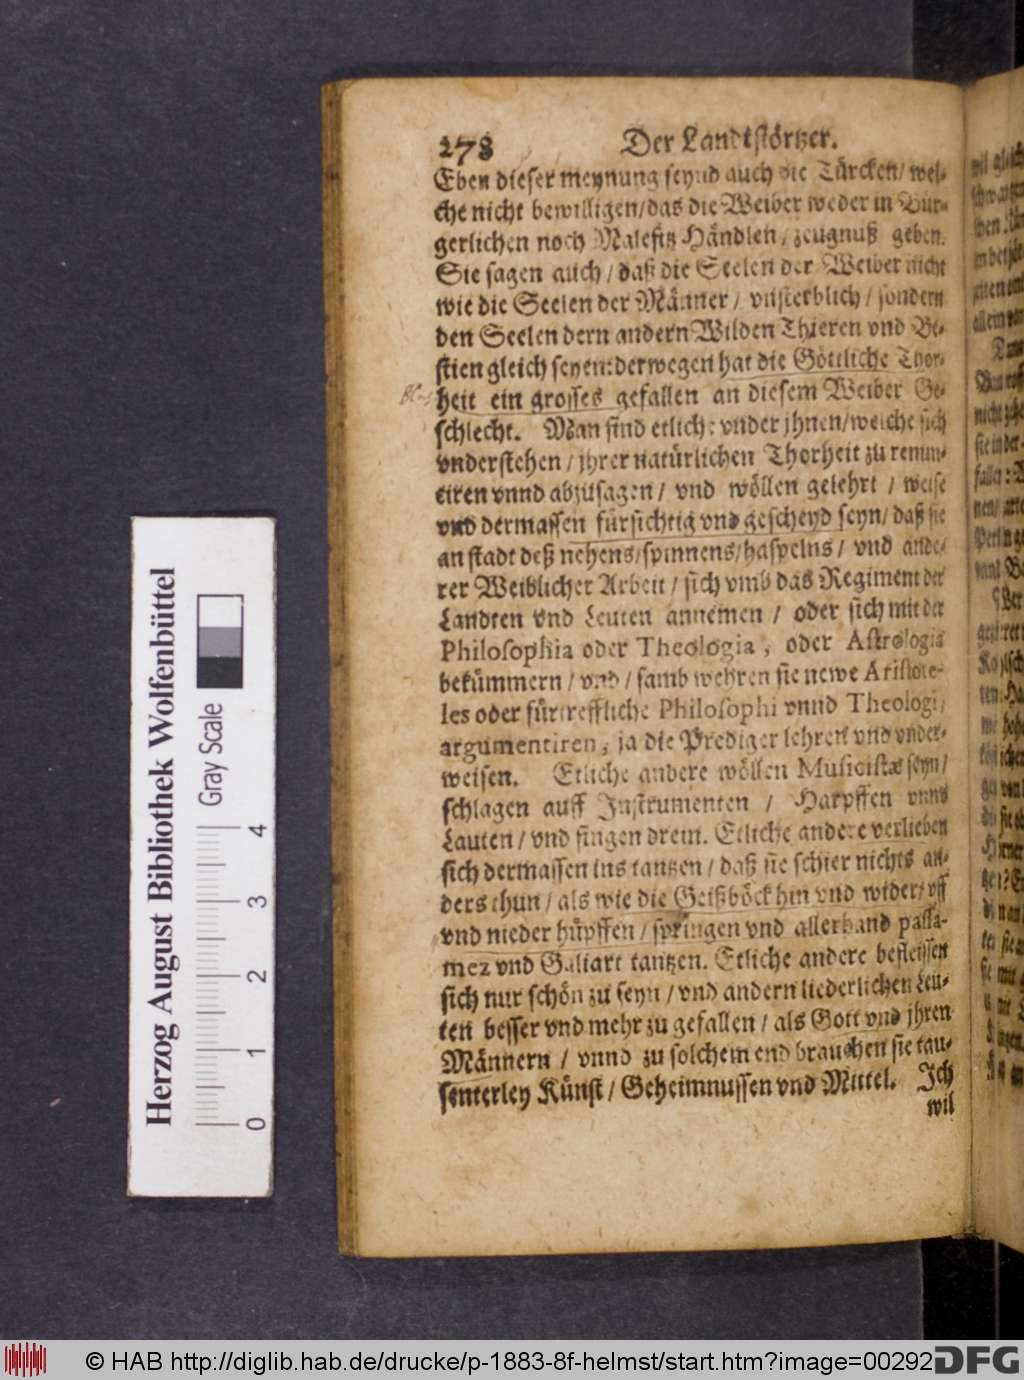 278 Der Landtstörtzer.
Eben dieser meynung seynd auch die Türcken/ wel-
che nicht bewilligen/ das die Weiber weder in Bur-
gerlichen noch Malefitz Händlen/ zeugnuß geben.
Sie sagen auch/ daß die Seelen der Weiber nicht
wie die Seelen der Männer/ vnsterblich/ sondern
den Seelen dern andern Wilden Thieren vnd Be-
stien gleich seyen: derwegen hat die Göttliche Thor-
heit ein grosses gefallen an diesem Weiber Ge-
schlecht. Man find etliche vnder jhnen/ welche sich
vnderstehen/ jhrer natürlichen Thorheit zu renun-
ciren vnnd abzusagen/ vnd wöllen gelehrt/ weise
vnd dermassen fürsichtig vnd gescheyd seyn/ daß sie
an stadt deß nehens/ spinnens/ haspelns/ vnd ande-
rer Weiblicher Arbeit/ sich vmb das Regiment der
Landten vnd Leuten annemen/ oder sich mit der
Philosophia oder Theologia, oder Astrologia
bekümmern/ vnd/ samb wehren sie newe Aristote-
les oder fürtreffliche Philosophi vnnd Theologi,
argumentiren, ja die Prediger lehren vnd vnder-
weisen. Etliche andere wöllen Musicistæ seyn/
schlagen auff Instrumenten/ Harpffen vnnd
Lauten/ vnd singen drein. Etliche andere verlieben
sich dermassen ins tantzen/ daß sie schier nichts an-
ders thun/ als wie die Geißböck hin vnd wider/ vff
vnd nieder hüpffen/ springen vnd allerhand passa-
mez vnd Galiart tantzen. Etliche andere befleissen
sich nur schön zu seyn/ vnd andern liederlichen Leu-
ten besser vnd mehr zu gefallen/ als Gott vnd jhren
Männern/ vnnd zu solchem end brauchen sie tau-
senterley Künst/ Geheimnussen vnd Mittel. Ich
wil
Herzog August Bibliothek Wolfenbüttel
Gray Scale
0 1 2 3 4
© HAB http://diglib.hab.de/drucke/p-1883-8f-helmst/start.htm?image=00292
DFG